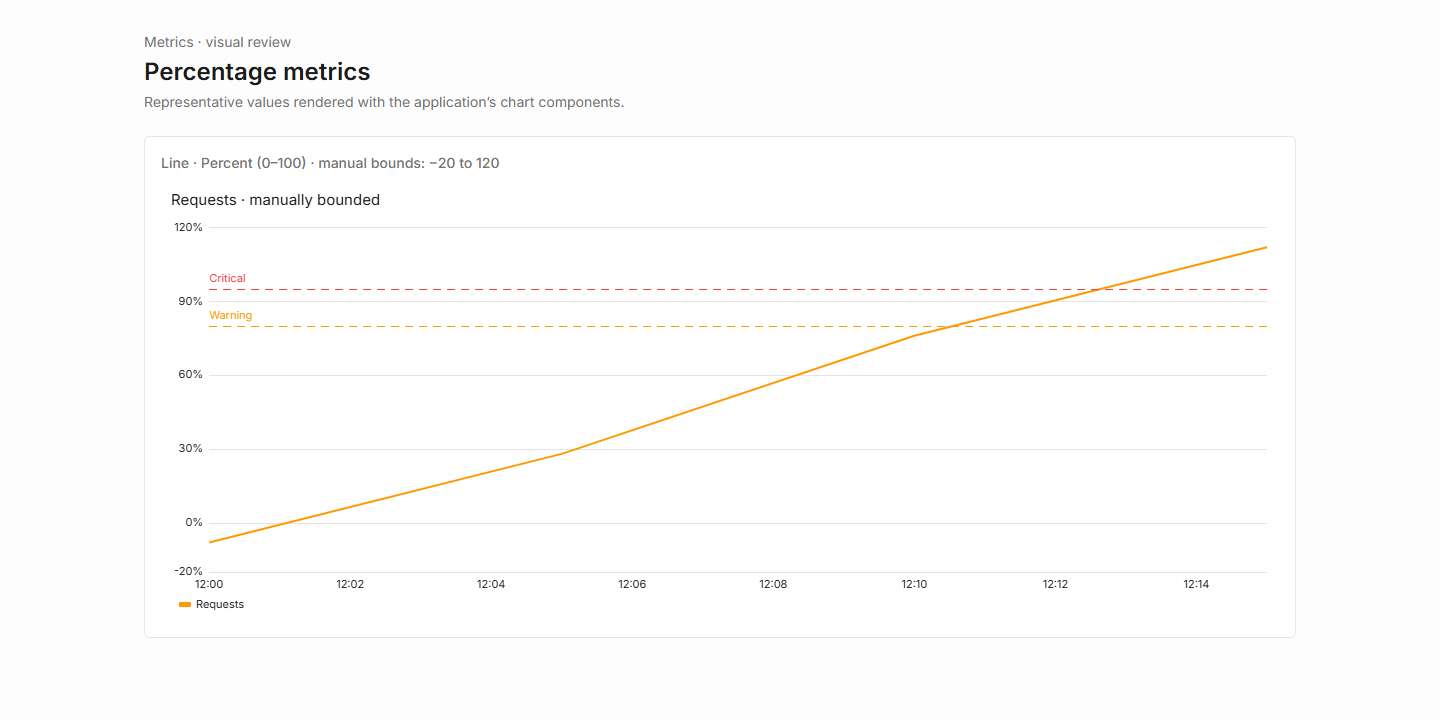 Metrics · visual review
Percentage metrics
Representative values rendered with the application’s chart components.
Line · Percent (0–100) · manual bounds: −20 to 120
Requests · manually bounded
120%
Critical
90%
Warning
60%
30%
0%
-20%
12:00 12:02 12:04 12:06 12:08 12:10 12:12 12:14
Requests